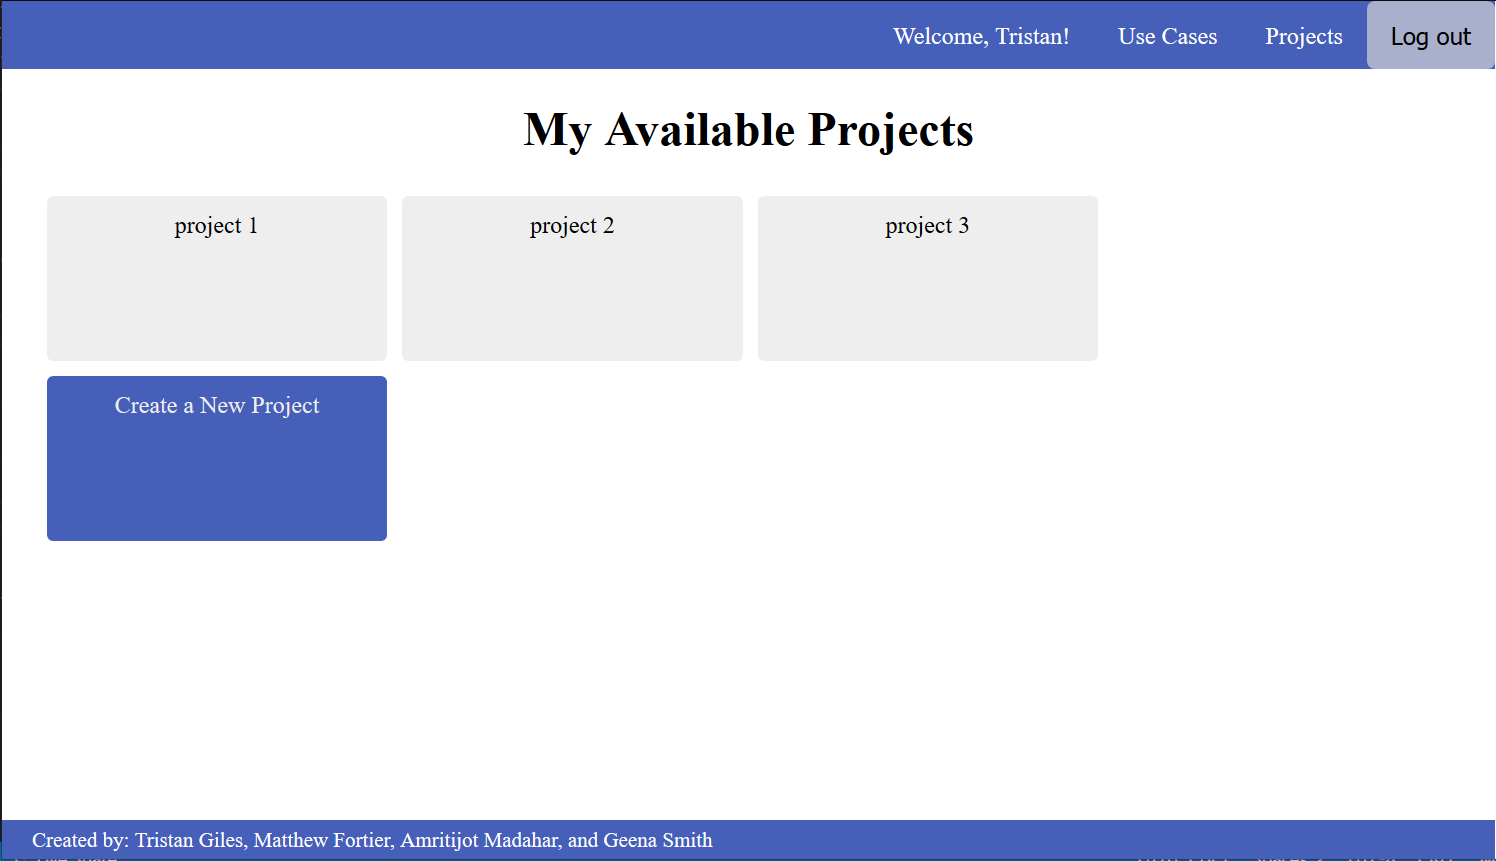 Welcome, Tristan! Use Cases Projects Log out
My Available Projects
project 1 project 2 project 3
Create a New Project
Created by: Tristan Giles, Matthew Fortier, Amritijot Madahar, and Geena Smith